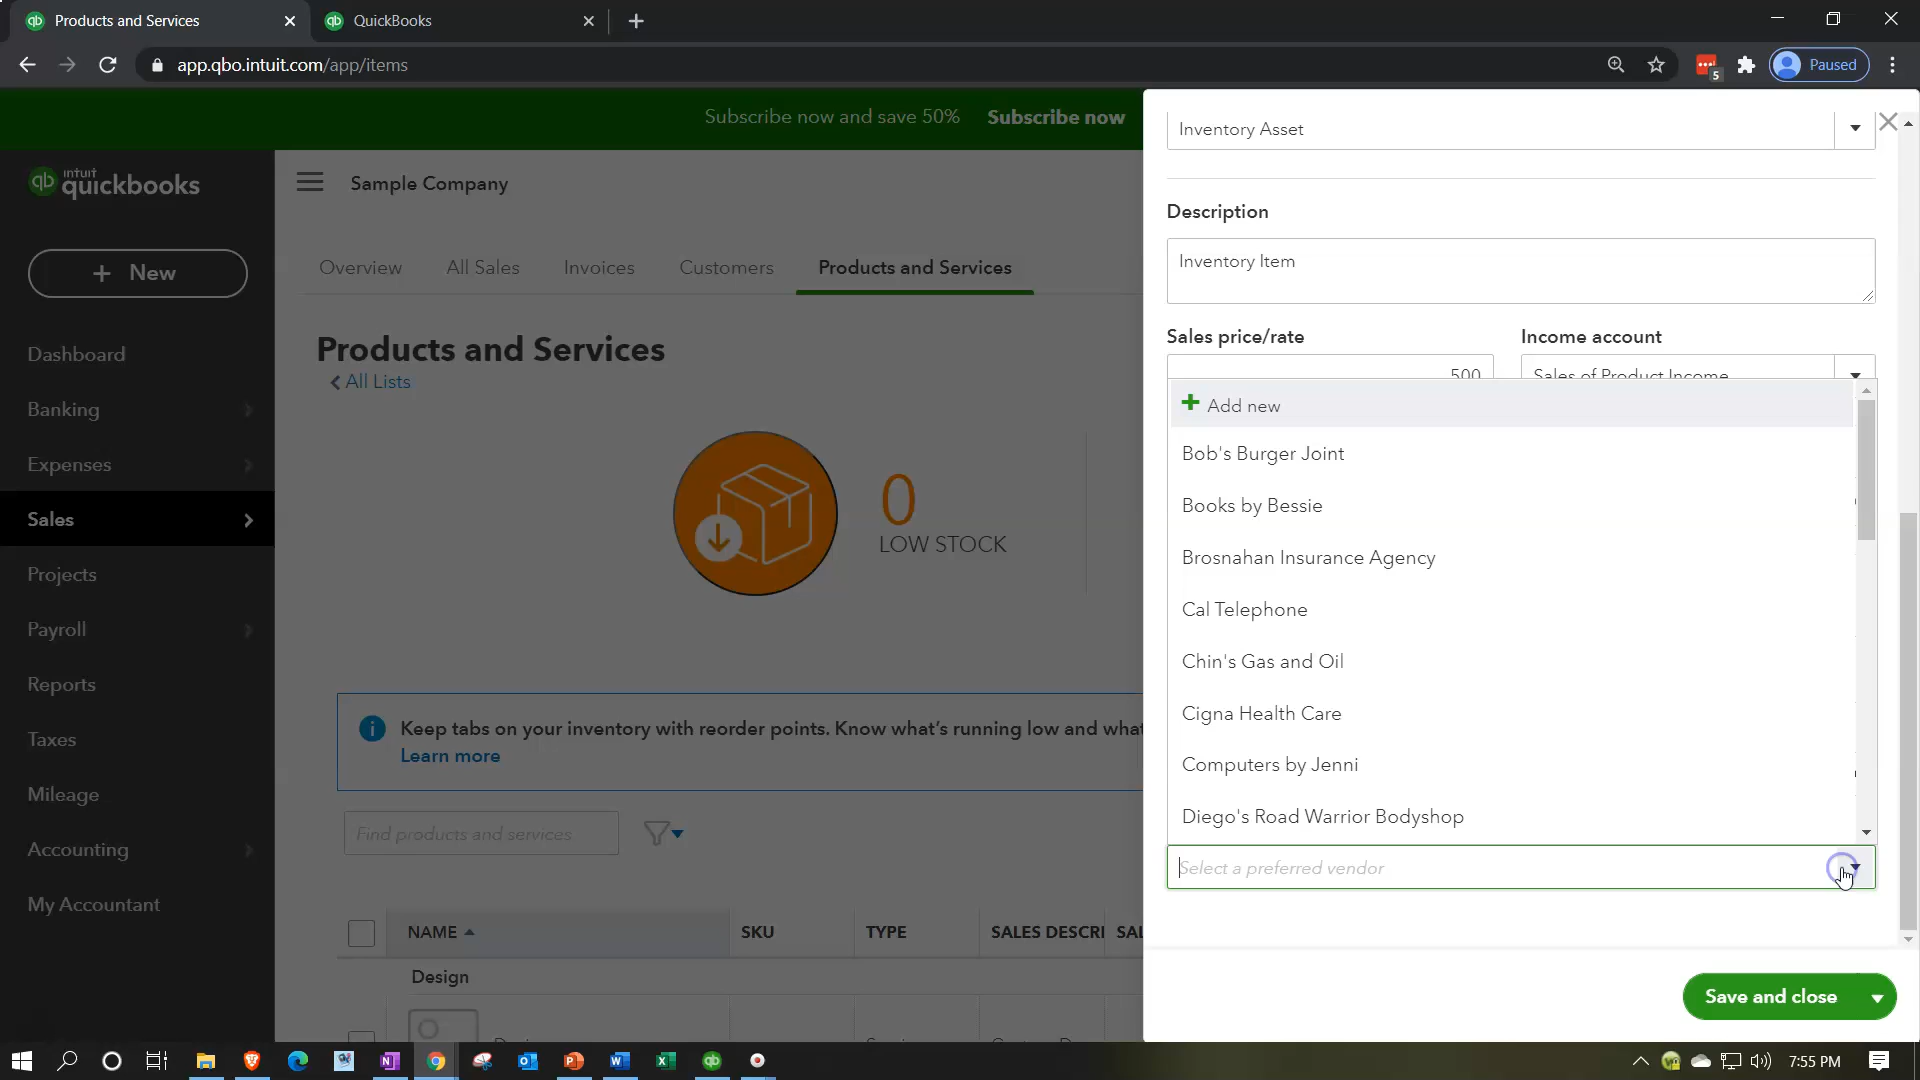 Products and Services
QuickBooks
app.qbo.intuit.com/app/items
5
Paused
Subscribe now and save 50% Subscribe now
intuit
quickbooks
qb
Sample Company
+ New
Dashboard
Banking
Expenses
Sales
Projects
Payroll
Reports
Taxes
Mileage
Accounting
My Accountant
Overview
All Sales
Invoices
Customers
Products and Services
Products and Services
All Lists
0
LOW STOCK
Keep tabs on your inventory with reorder points. Know what's running low and what
Learn more
Find products and services
NAME
SKU
TYPE
SALES DESCRI
SAL
Design
Inventory Asset
Description
Inventory Item
Sales price/rate
Income account
500
Sales of Product Income
Add new
Bob's Burger Joint
Books by Bessie
Brosnahan Insurance Agency
Cal Telephone
Chin's Gas and Oil
Cigna Health Care
Computers by Jenni
Diego's Road Warrior Bodyshop
Select a preferred vendor
Save and close
7:55 PM